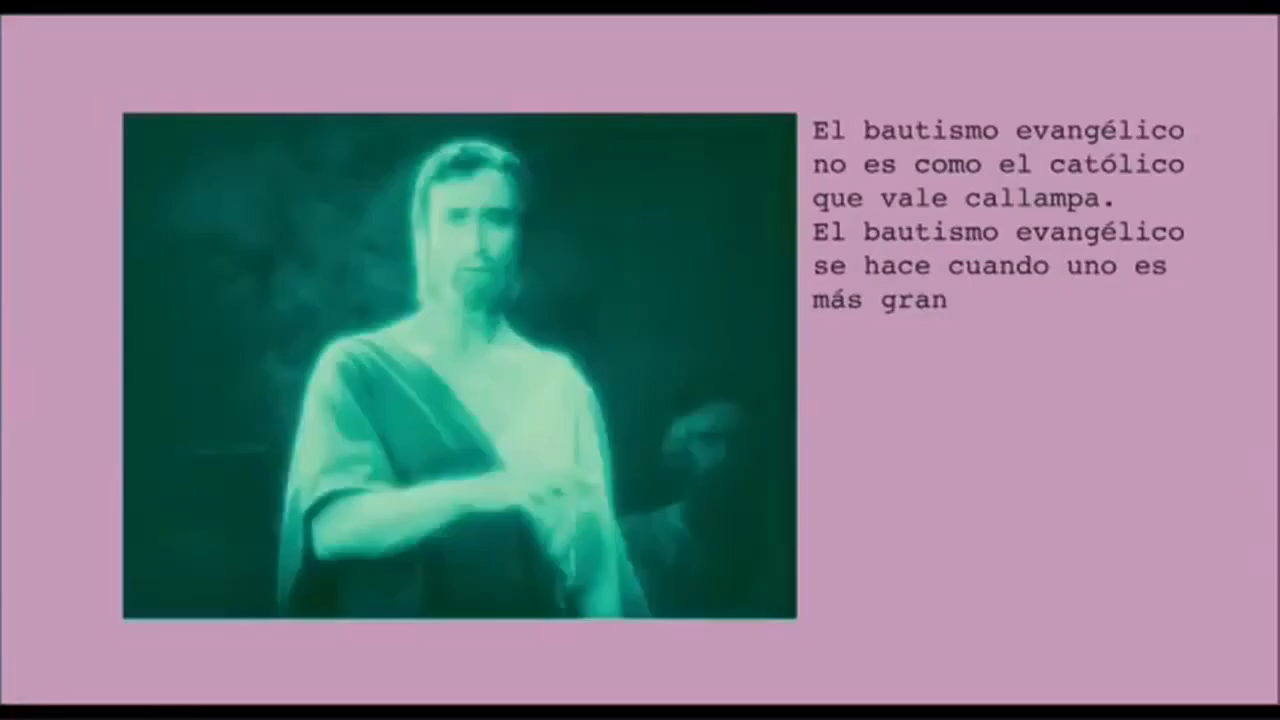 El bautismo evangélico
no es como el católico
que vale callampa.
El bautismo evangélico
se hace cuando uno es
más gran